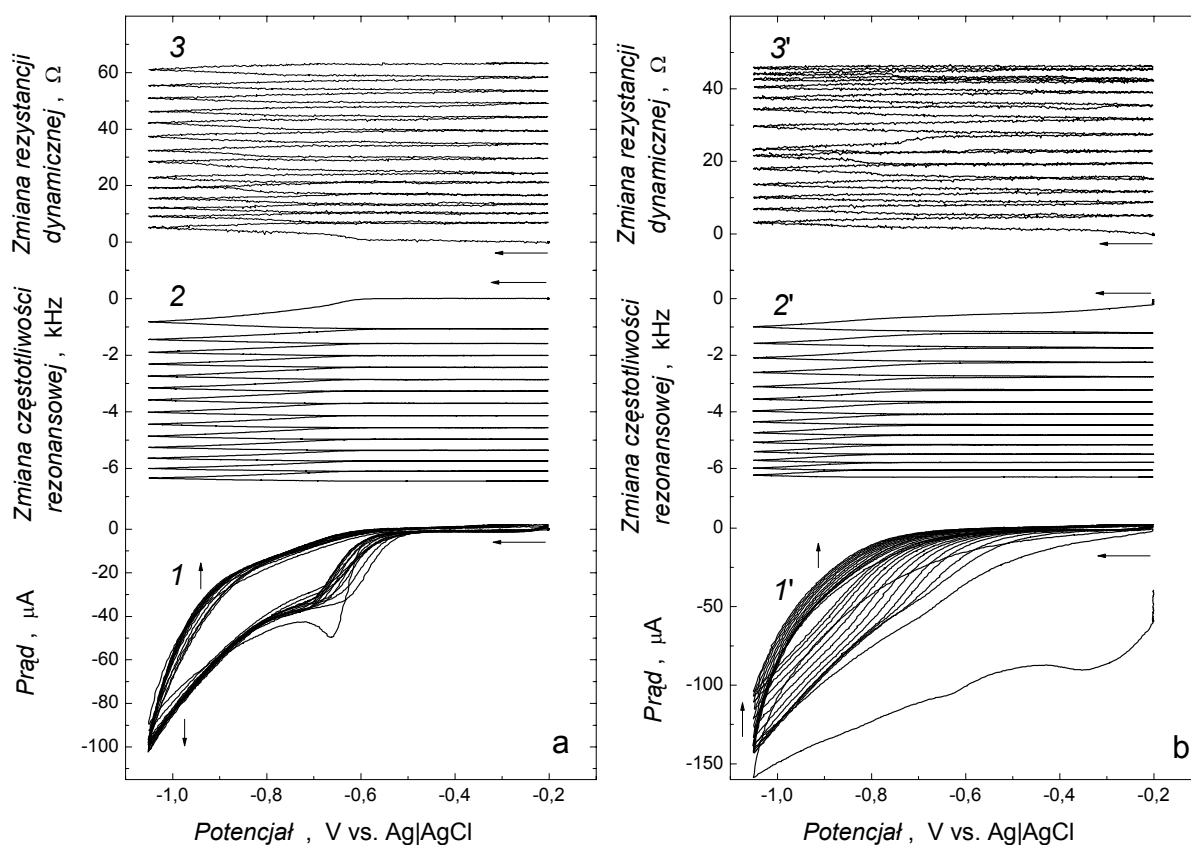 3
Zmiana rezystancji
dynamicznej , Ω
60
40
20
0
2
Zmiana częstotliwości
rezonansowej , kHz
0
-2
-4
-6
1
Prąd , μA
0
-20
-40
-60
-80
-100
a
-1,0
-0,8
-0,6
-0,4
-0,2
Potencjał , V vs. Ag|AgCl
3'
Zmiana rezystancji
dynamicznej , Ω
40
20
0
2'
Zmiana częstotliwości
rezonansowej , kHz
0
-2
-4
-6
1'
Prąd , μA
0
-50
-100
-150
b
-1,0
-0,8
-0,6
-0,4
-0,2
Potencjał , V vs. Ag|AgCl